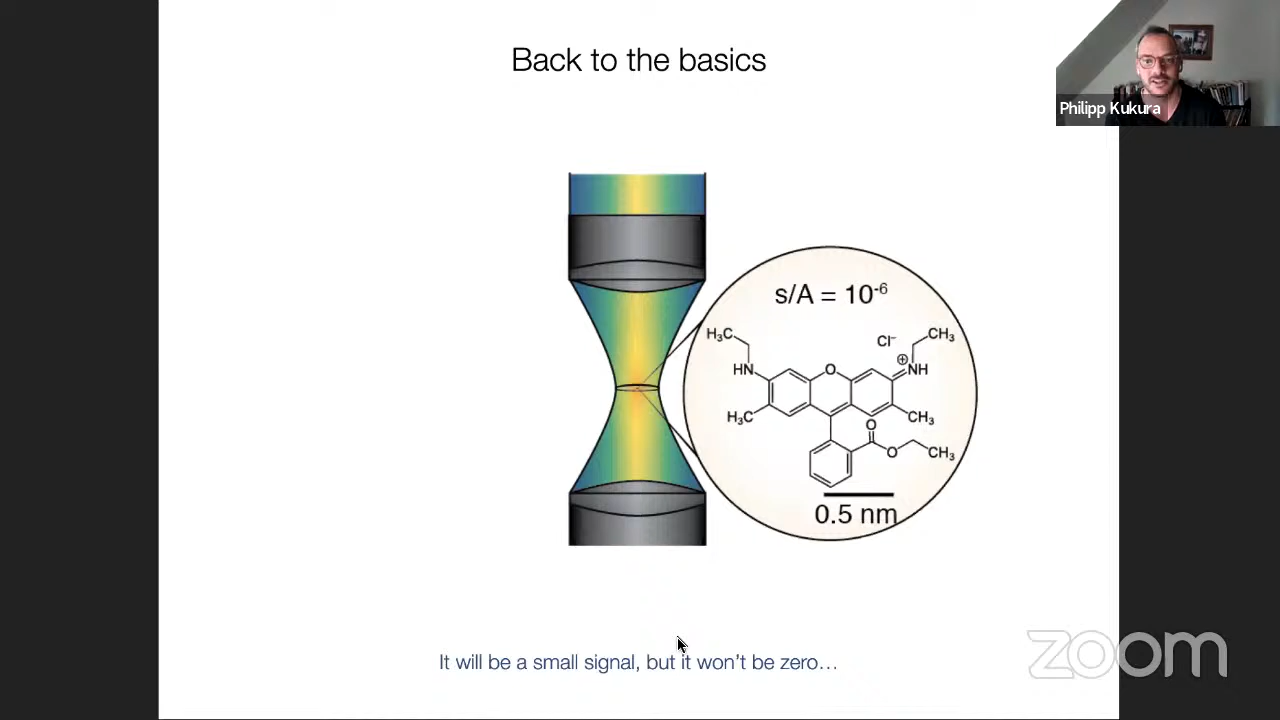 Back to the basics
Philipp Kukura
s/A = 10⁻⁶
H₃C
Cl⁻
CH₃
HN
O
⊕
NH
H₃C
O
CH₃
O
CH₃
0.5 nm
It will be a small signal, but it won't be zero…
zoom